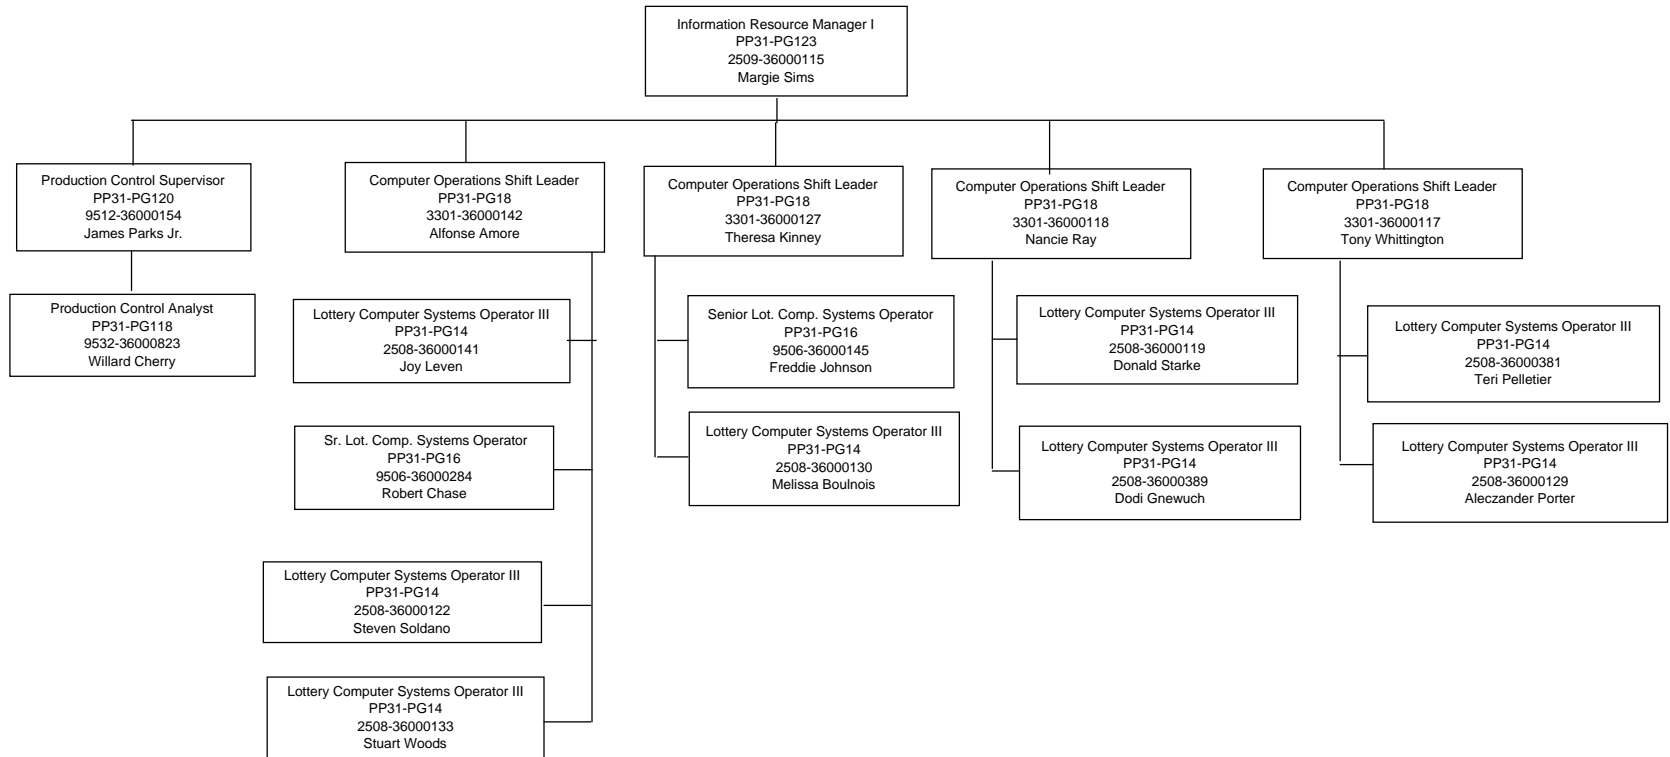 Information Resource Manager I
PP31-PG123
2509-36000115
Margie Sims
Production Control Supervisor
PP31-PG120
9512-36000154
James Parks Jr.
Computer Operations Shift Leader
PP31-PG18
3301-36000142
Alfonse Amore
Computer Operations Shift Leader
PP31-PG18
3301-36000127
Theresa Kinney
Computer Operations Shift Leader
PP31-PG18
3301-36000118
Nancie Ray
Computer Operations Shift Leader
PP31-PG18
3301-36000117
Tony Whittington
Production Control Analyst
PP31-PG118
9532-36000823
Willard Cherry
Lottery Computer Systems Operator III
PP31-PG14
2508-36000141
Joy Leven
Senior Lot. Comp. Systems Operator
PP31-PG16
9506-36000145
Freddie Johnson
Lottery Computer Systems Operator III
PP31-PG14
2508-36000119
Donald Starke
Lottery Computer Systems Operator III
PP31-PG14
2508-36000381
Teri Pelletier
Sr. Lot. Comp. Systems Operator
PP31-PG16
9506-36000284
Robert Chase
Lottery Computer Systems Operator III
PP31-PG14
2508-36000130
Melissa Boulnois
Lottery Computer Systems Operator III
PP31-PG14
2508-36000389
Dodi Gnewuch
Lottery Computer Systems Operator III
PP31-PG14
2508-36000129
Aleczander Porter
Lottery Computer Systems Operator III
PP31-PG14
2508-36000122
Steven Soldano
Lottery Computer Systems Operator III
PP31-PG14
2508-36000133
Stuart Woods